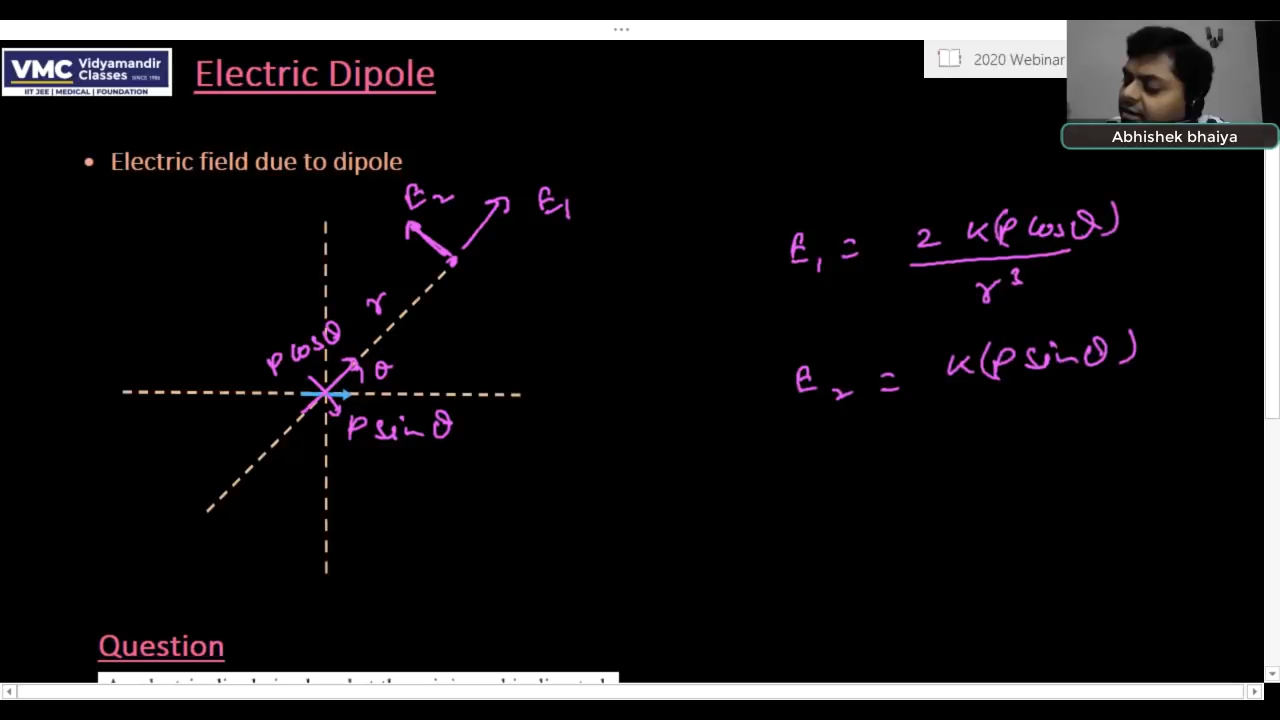 VMC Vidyamandir Classes SINCE 1986
IIT JEE | MEDICAL | FOUNDATION
Electric Dipole
2020 Webinar
Abhishek bhaiya
• Electric field due to dipole
E2
E1
r
P cosθ
θ
P sinθ
E1 = 2 K(P cosθ) / r³
E2 = K(P sinθ)
Question